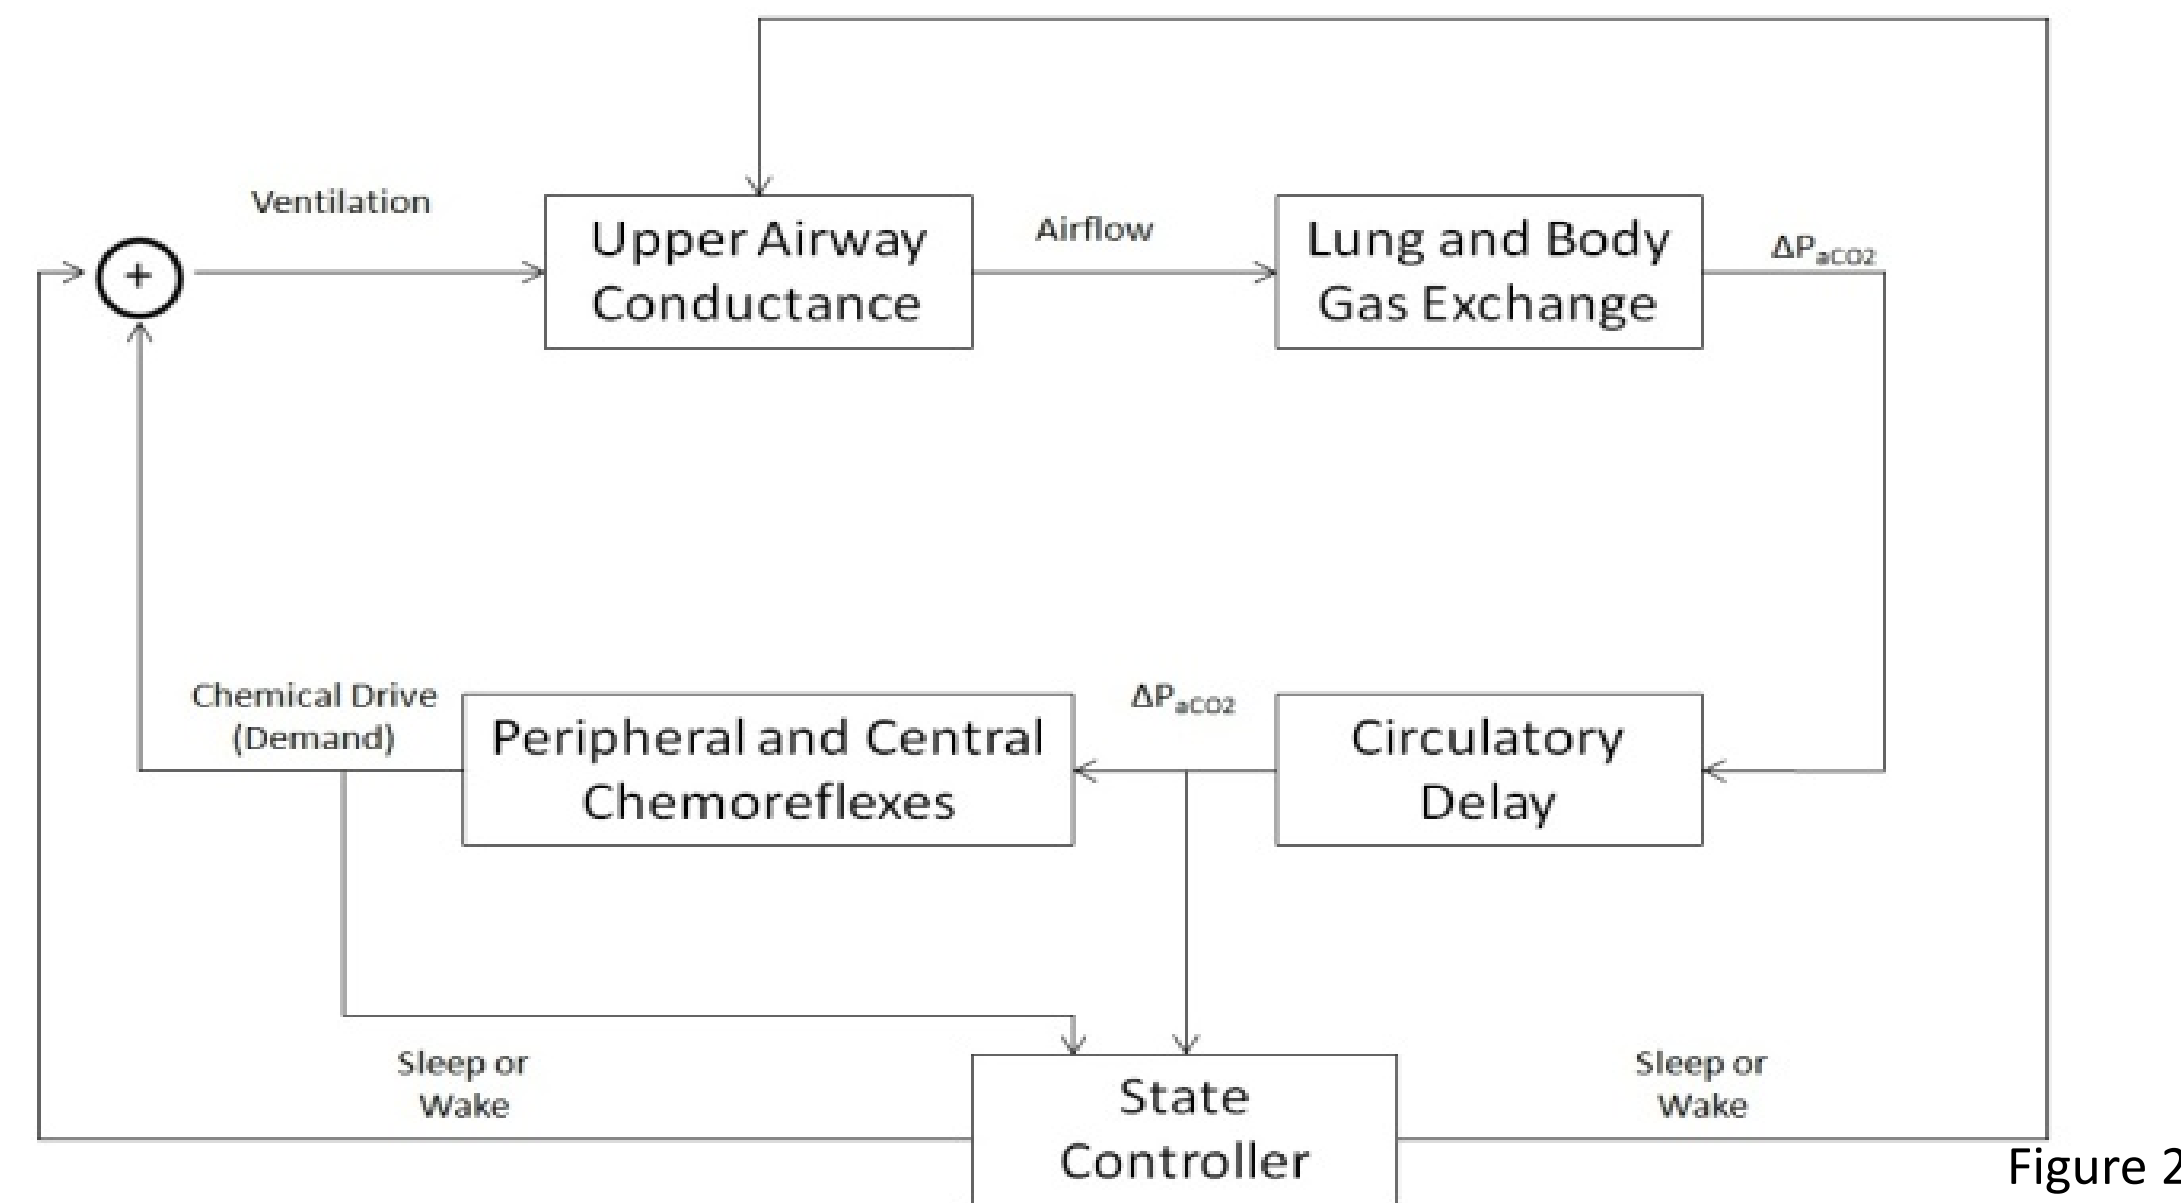 Ventilation
Upper Airway
Conductance
Airflow
Lung and Body
Gas Exchange
ΔPaCO2
+
Chemical Drive
(Demand)
Peripheral and Central
Chemoreflexes
ΔPaCO2
Circulatory
Delay
Sleep or
Wake
State
Controller
Sleep or
Wake
Figure 2